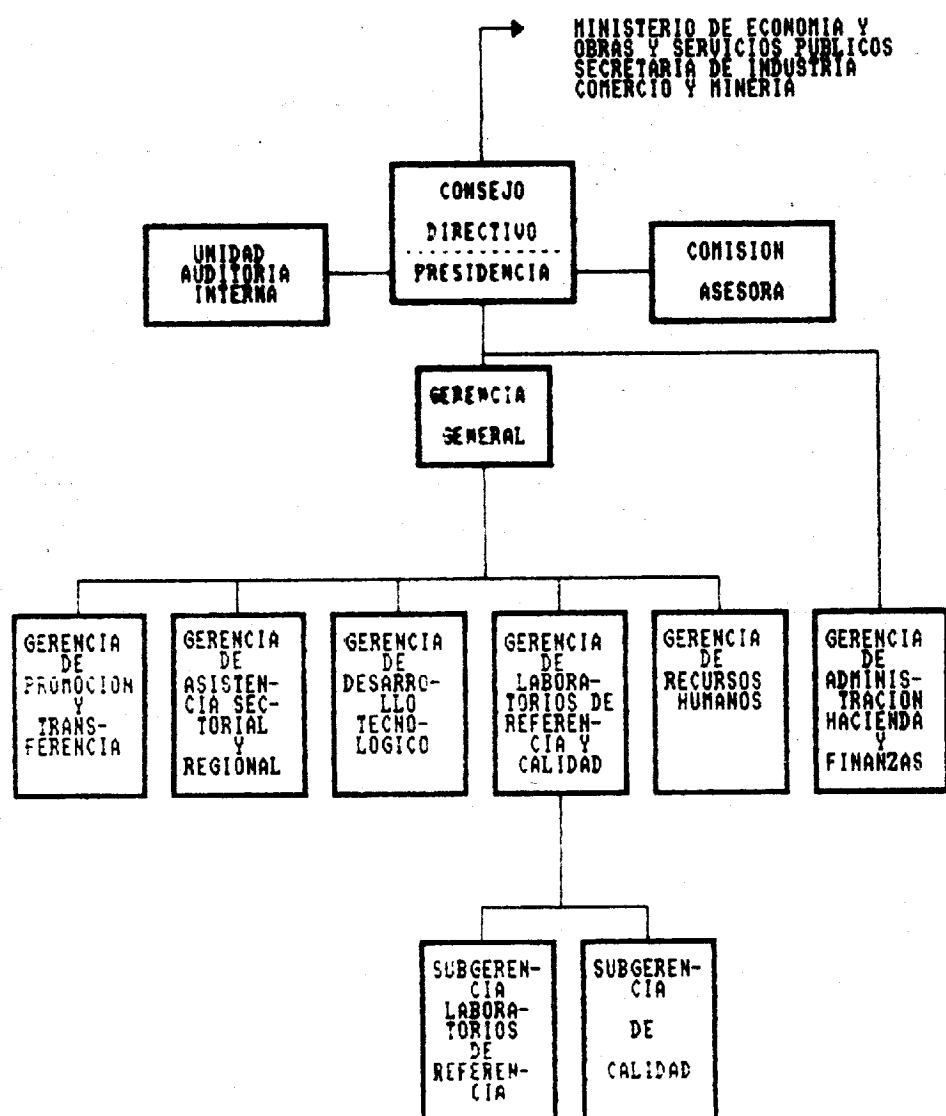 MINISTERIO DE ECONOMIA Y
OBRAS Y SERVICIOS PUBLICOS
SECRETARIA DE INDUSTRIA
COMERCIO Y MINERIA
CONSEJO
DIRECTIVO
PRESIDENCIA
UNIDAD
AUDITORIA
INTERNA
COMISION
ASESORA
GERENCIA
GENERAL
GERENCIA
DE
PROMOCION
Y
TRANS-
FERENCIA
GERENCIA
DE
ASISTEN-
CIA SEC-
TORIAL
Y
REGIONAL
GERENCIA
DE
DESARRO-
LLO
TECNO-
LOGICO
GERENCIA
DE
LABORA-
TORIOS DE
REFEREN-
CIA Y
CALIDAD
GERENCIA
DE
RECURSOS
HUMANOS
GERENCIA
DE
ADMINIS-
TRACION
HACIENDA
Y
FINANZAS
SUBGEREN-
CIA
LABORA-
TORIOS
DE
REFEREN-
CIA
SUBGEREN-
CIA
DE
CALIDAD